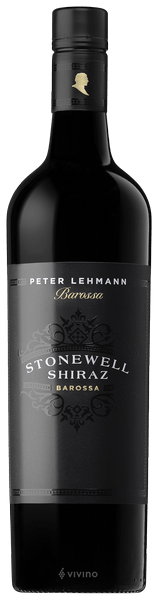 PETER LEHMANN
Barossa
STONEWELL
SHIRAZ
BAROSSA
VIVINO